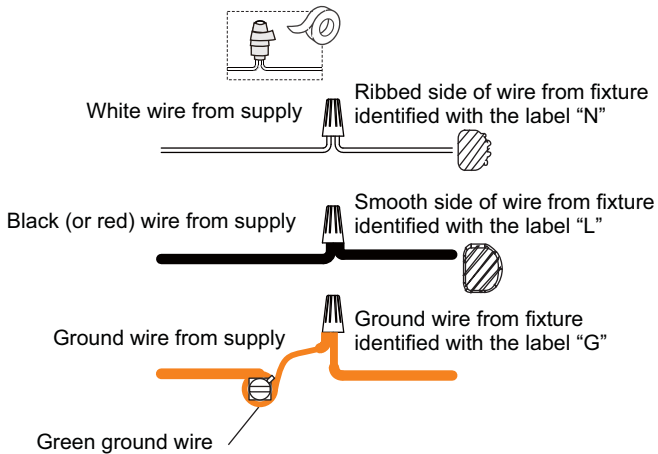 White wire from supply
Ribbed side of wire from fixture
identified with the label “N”
Black (or red) wire from supply
Smooth side of wire from fixture
identified with the label “L”
Ground wire from supply
Ground wire from fixture
identified with the label “G”
Green ground wire